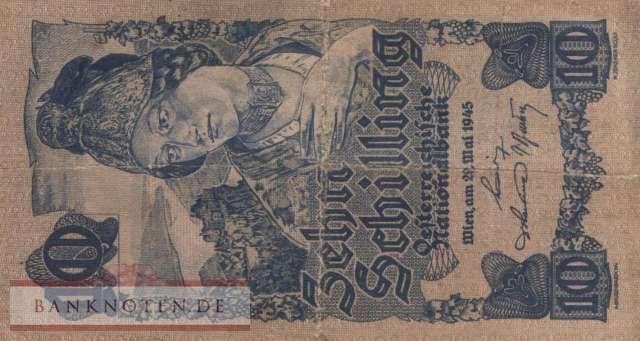 10
Zehn
Schilling
Oesterreichische
Nationalbank
Wien, am 29. Mai 1945
10
10
BANKNOTEN.DE